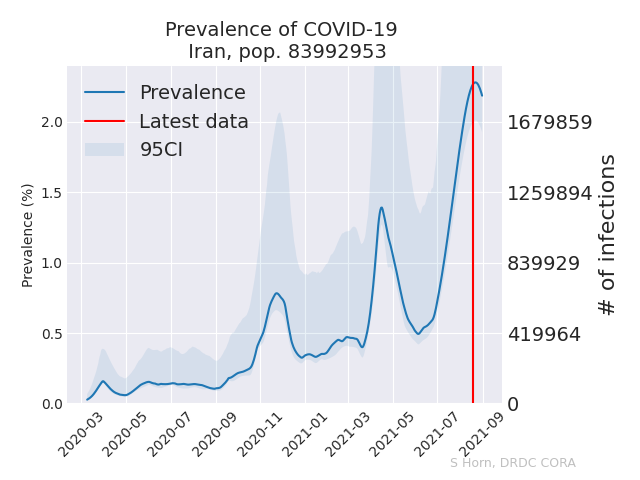 Prevalence of COVID-19
Iran, pop. 83992953
Prevalence
Latest data
95CI
Prevalence (%)
2.0
1.5
1.0
0.5
0.0
1679859
1259894
839929
419964
0
# of infections
2020-03
2020-05
2020-07
2020-09
2020-11
2021-01
2021-03
2021-05
2021-07
2021-09
S Horn, DRDC CORA